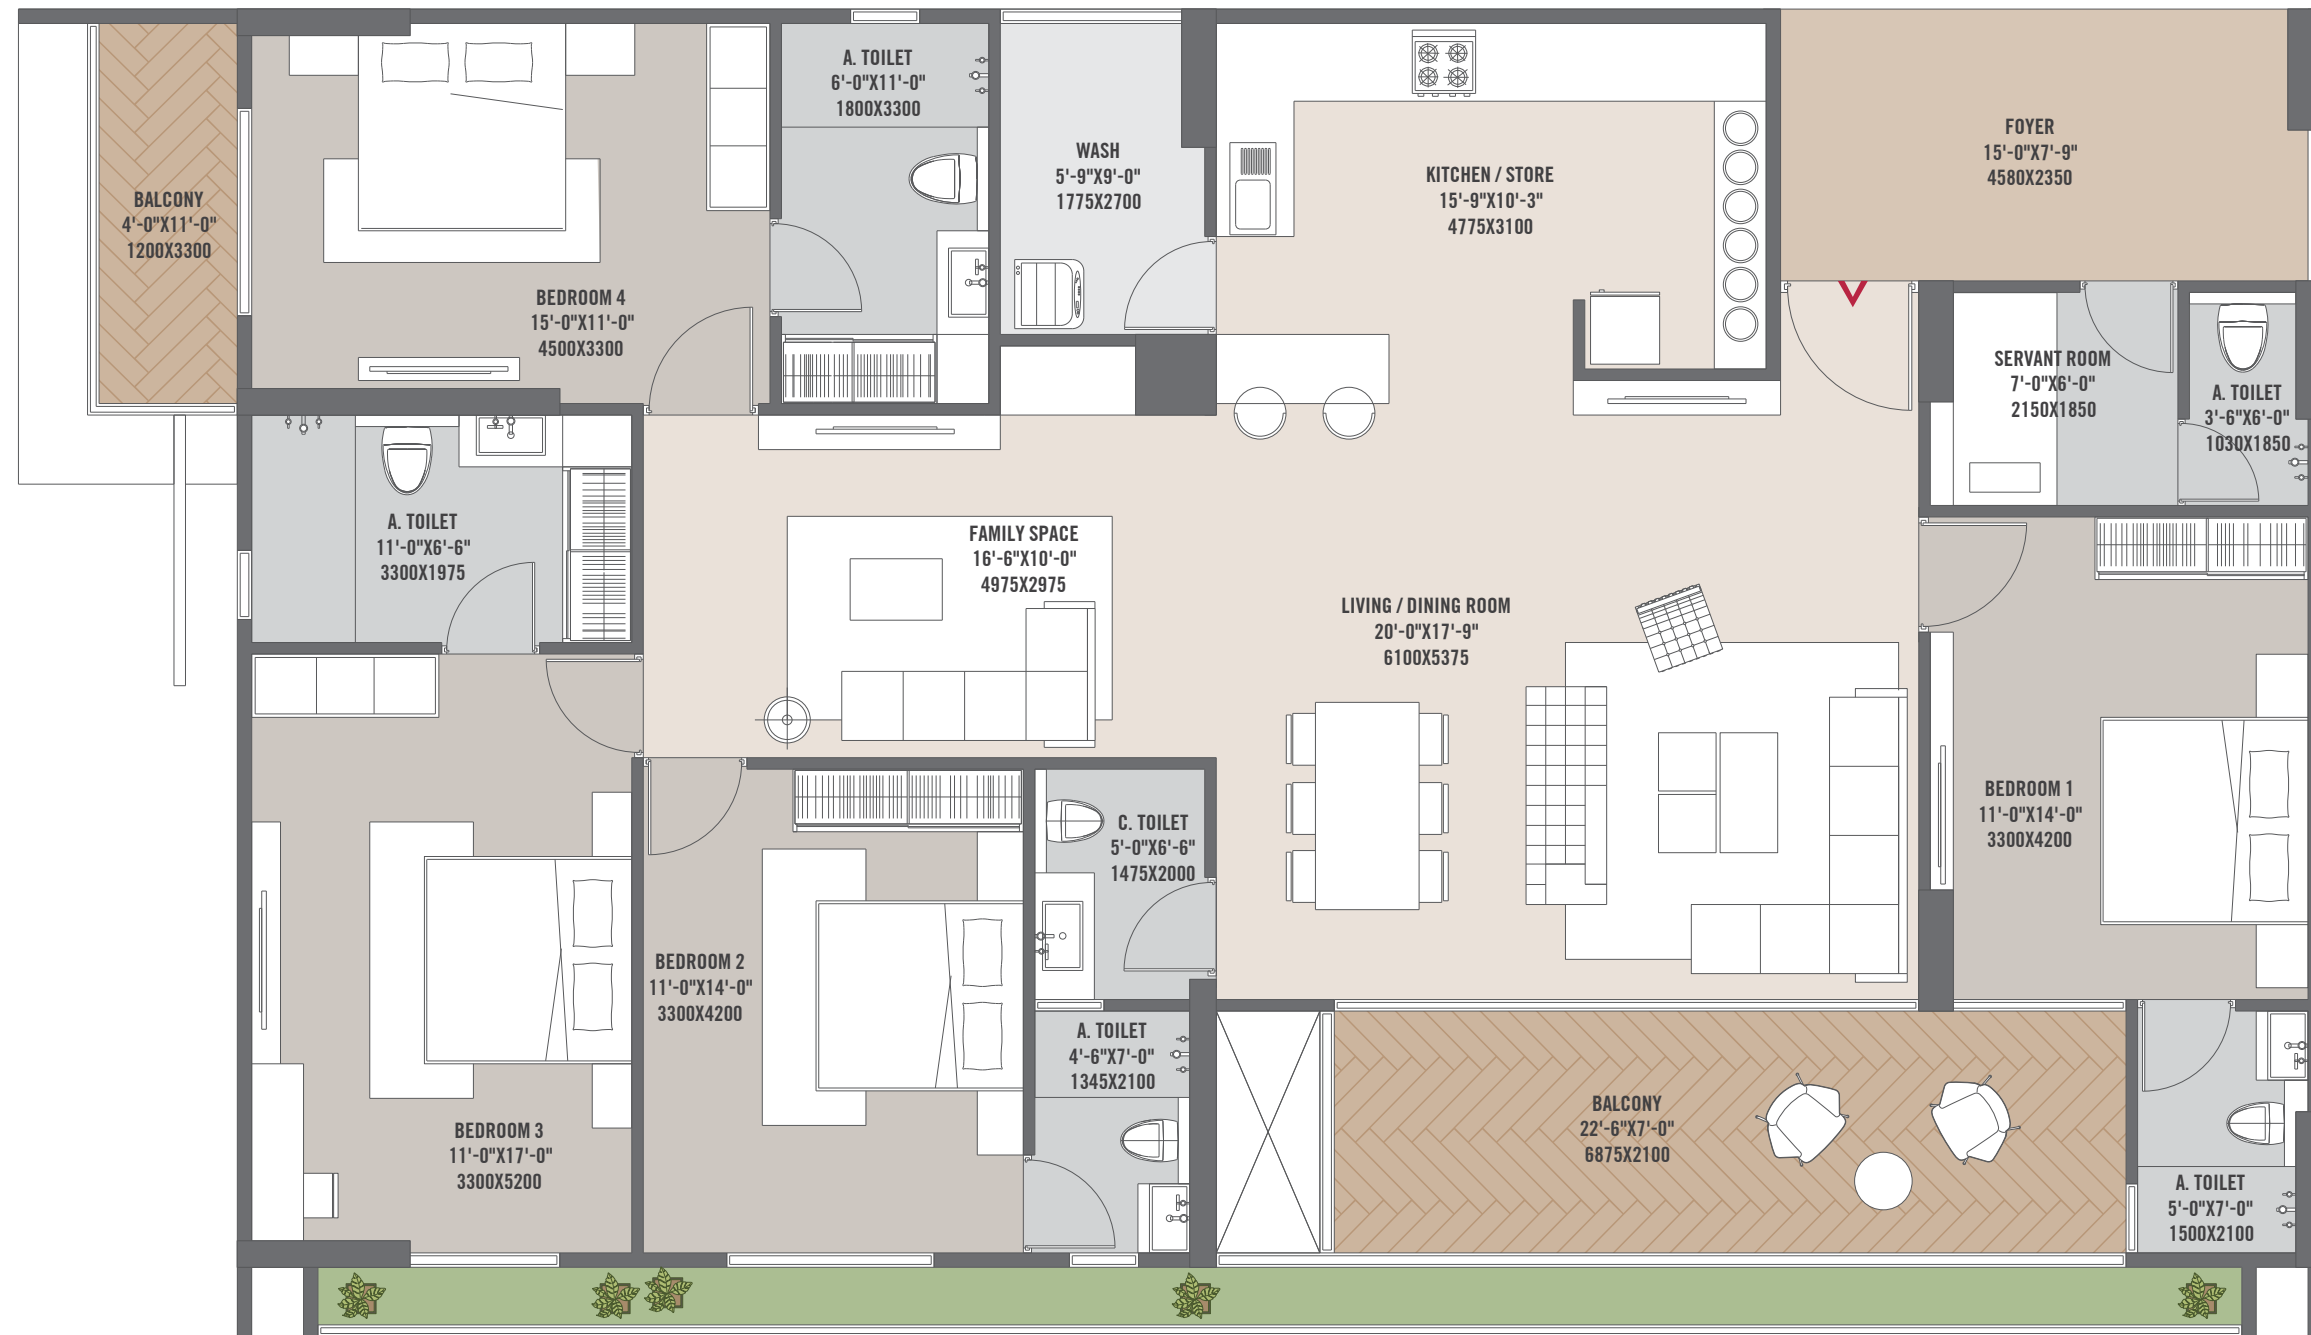 A. TOILET
6'-0"X11'-0"
1800X3300
WASH
5'-9"X9'-0"
1775X2700
KITCHEN / STORE
15'-9"X10'-3"
4775X3100
FOYER
15'-0"X7'-9"
4580X2350
BALCONY
4'-0"X11'-0"
1200X3300
BEDROOM 4
15'-0"X11'-0"
4500X3300
SERVANT ROOM
7'-0"X6'-0"
2150X1850
A. TOILET
3'-6"X6'-0"
1030X1850
A. TOILET
11'-0"X6'-6"
3300X1975
FAMILY SPACE
16'-6"X10'-0"
4975X2975
LIVING / DINING ROOM
20'-0"X17'-9"
6100X5375
BEDROOM 1
11'-0"X14'-0"
3300X4200
C. TOILET
5'-0"X6'-6"
1475X2000
BEDROOM 2
11'-0"X14'-0"
3300X4200
A. TOILET
4'-6"X7'-0"
1345X2100
BEDROOM 3
11'-0"X17'-0"
3300X5200
BALCONY
22'-6"X7'-0"
6875X2100
A. TOILET
5'-0"X7'-0"
1500X2100